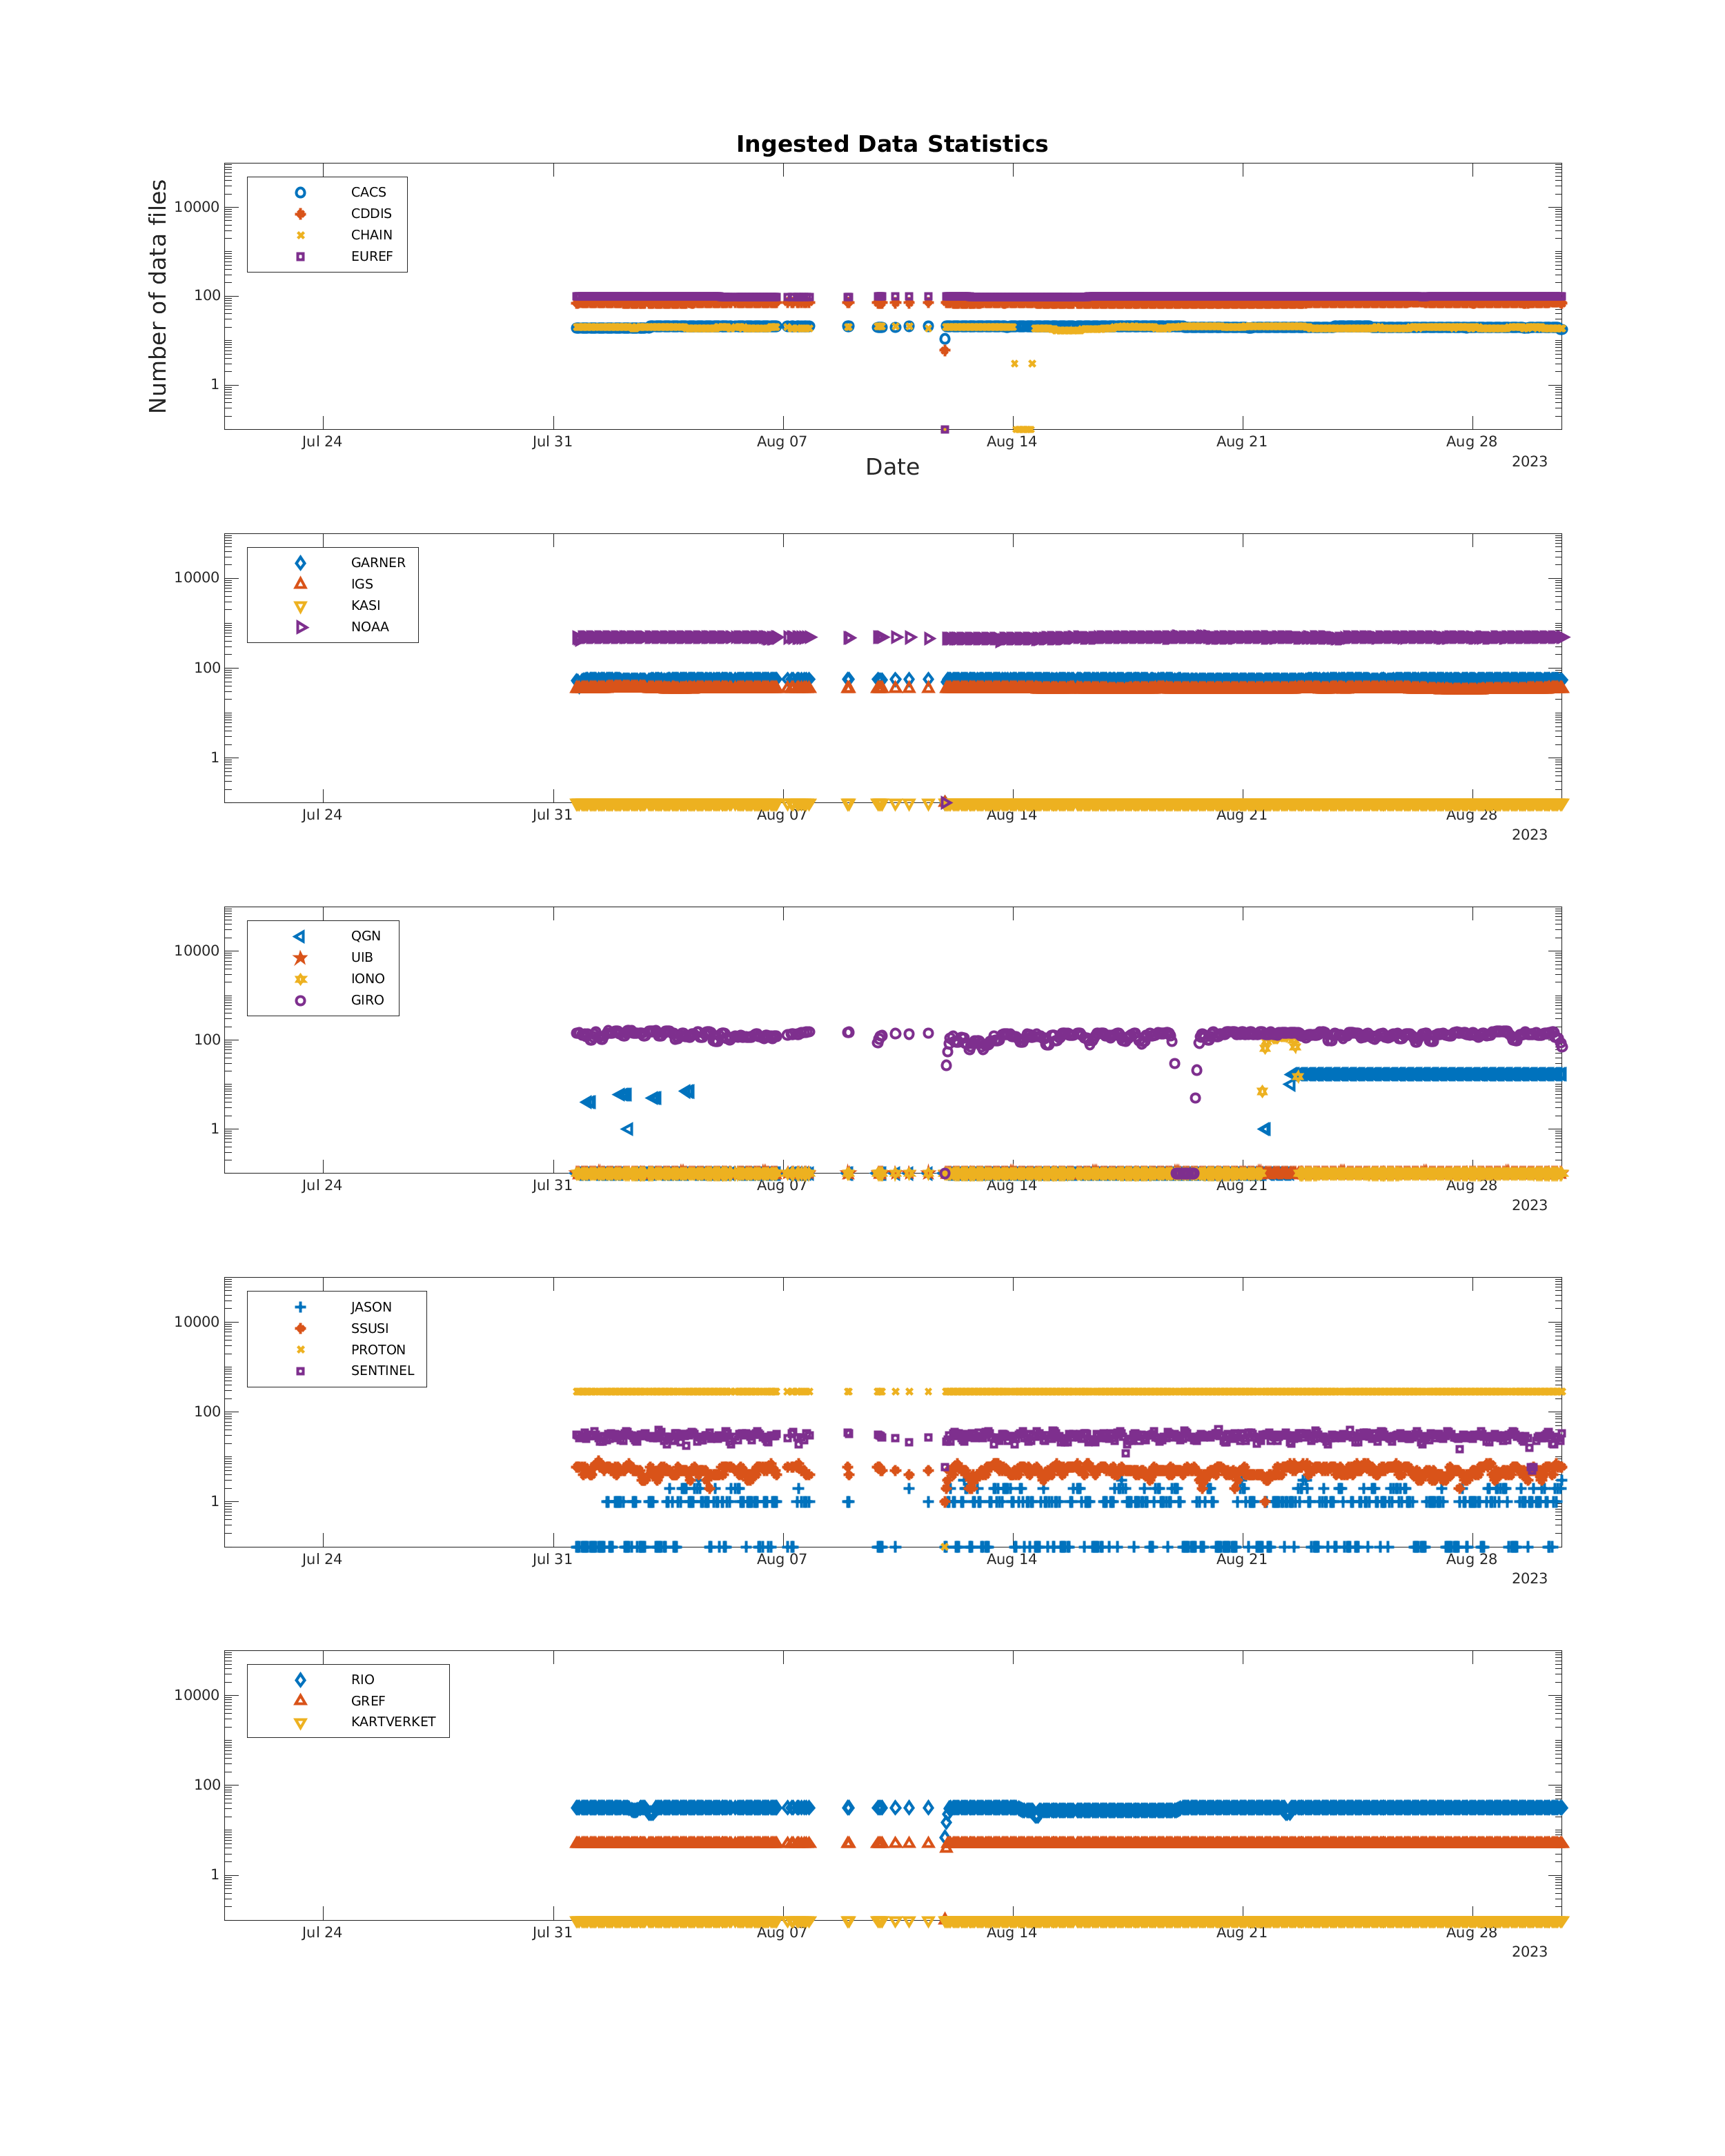 Ingested Data Statistics
Number of data files
10000
100
1
CACS
CDDIS
CHAIN
EUREF
Jul 24
Jul 31
Aug 07
Aug 14
Aug 21
Aug 28
2023
Date
10000
100
1
GARNER
IGS
KASI
NOAA
Jul 24
Jul 31
Aug 07
Aug 14
Aug 21
Aug 28
2023
10000
100
1
QGN
UIB
IONO
GIRO
Jul 24
Jul 31
Aug 07
Aug 14
Aug 21
Aug 28
2023
10000
100
1
JASON
SSUSI
PROTON
SENTINEL
Jul 24
Jul 31
Aug 07
Aug 14
Aug 21
Aug 28
2023
10000
100
1
RIO
GREF
KARTVERKET
Jul 24
Jul 31
Aug 07
Aug 14
Aug 21
Aug 28
2023